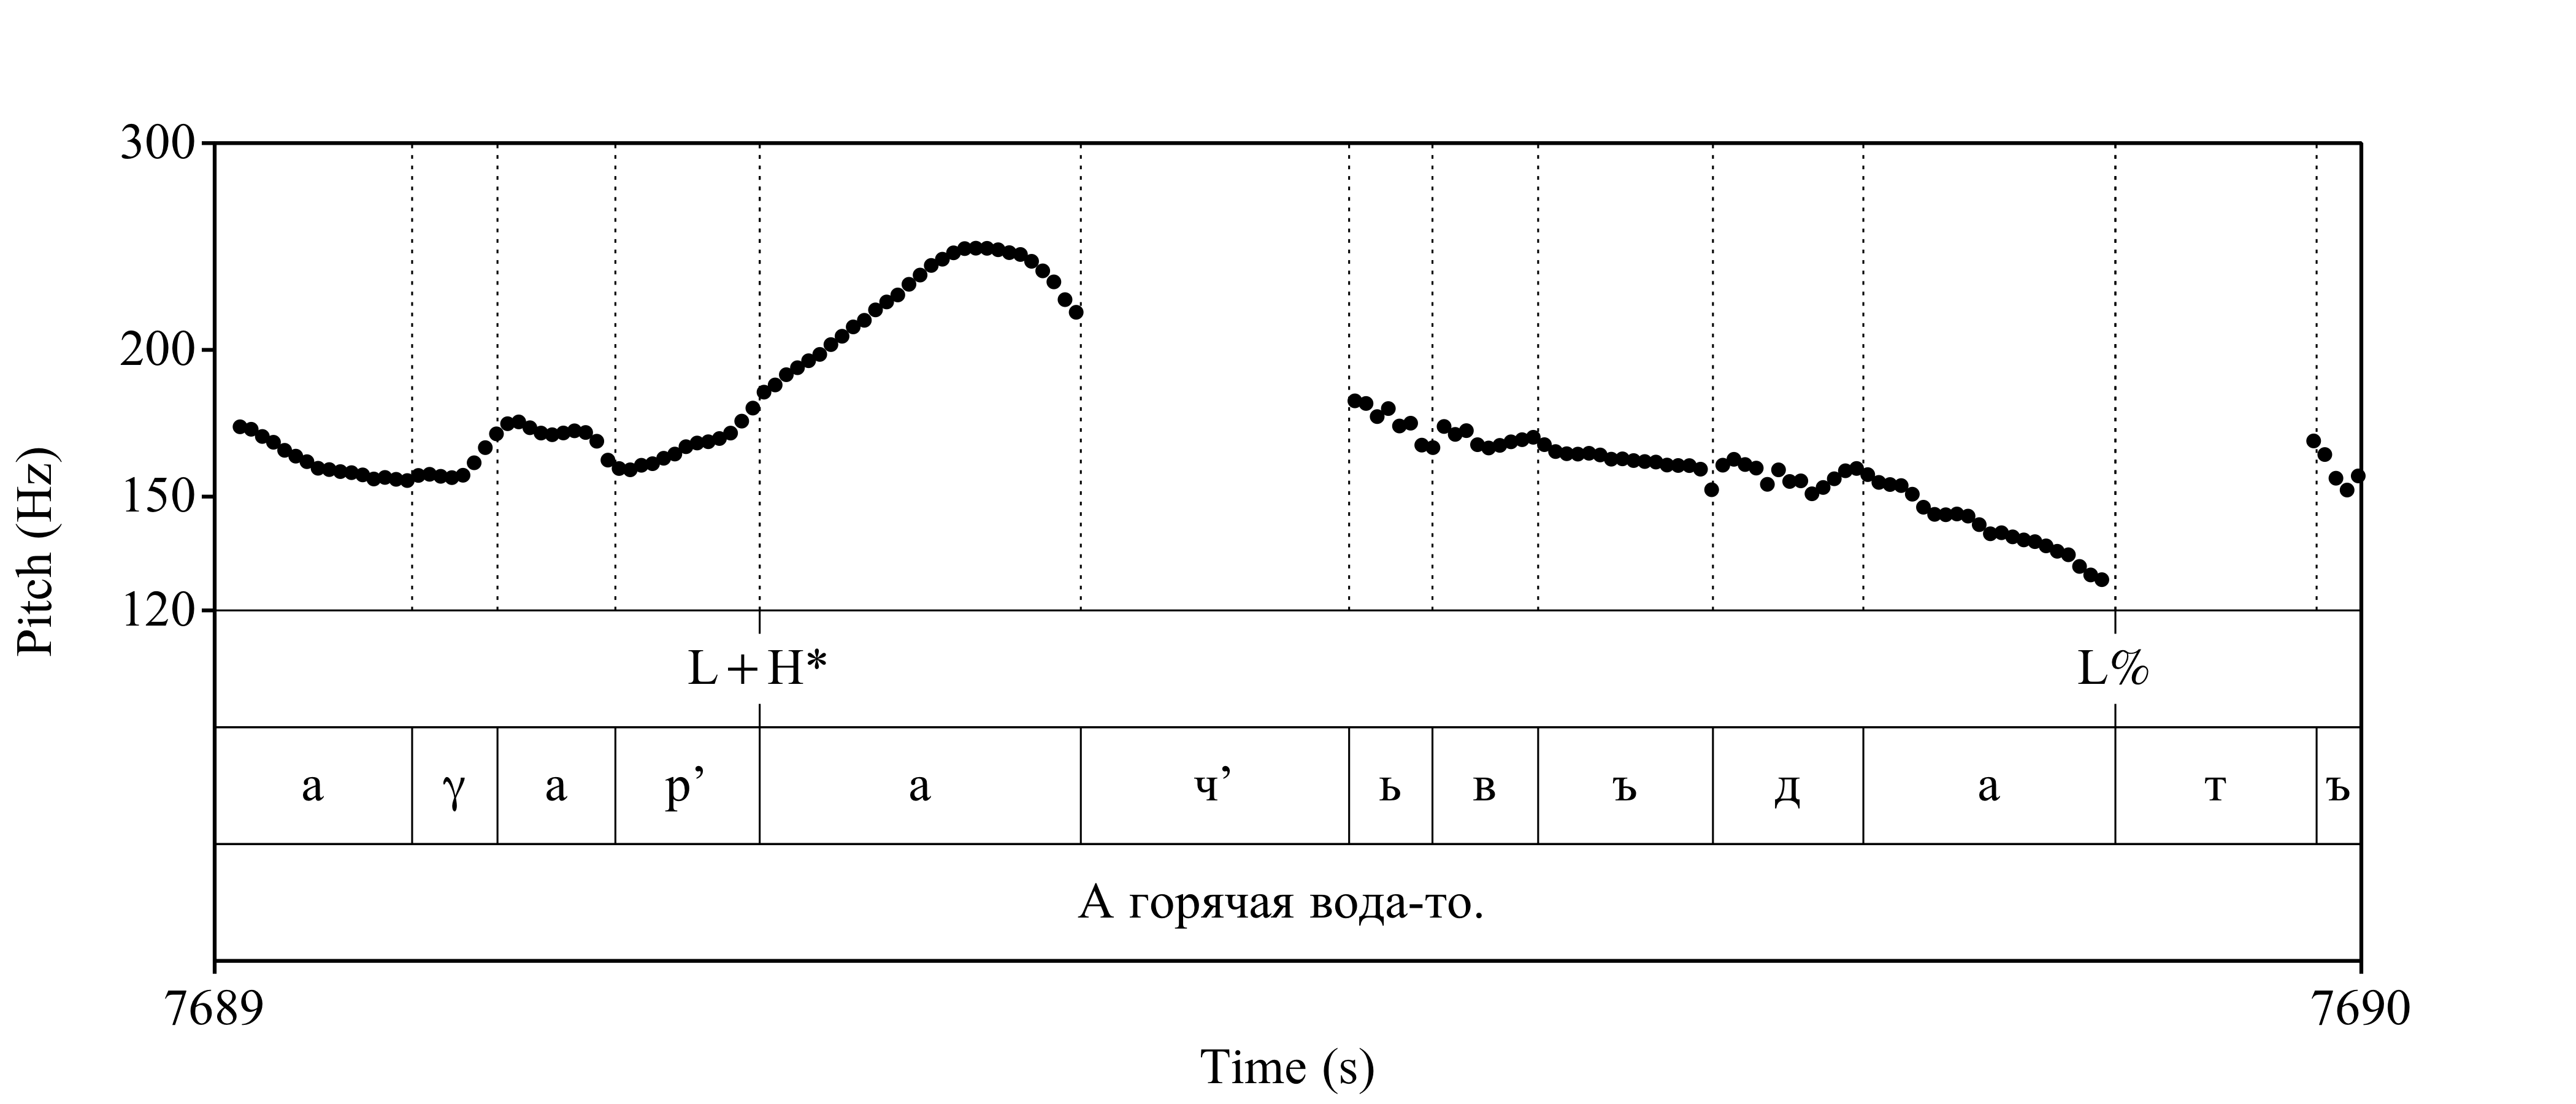 300
200
150
120
Pitch (Hz)
L+H* L%
а γ а р’ а ч’ ь в ъ д а т ъ
А горячая вода-то.
7689 7690
Time (s)